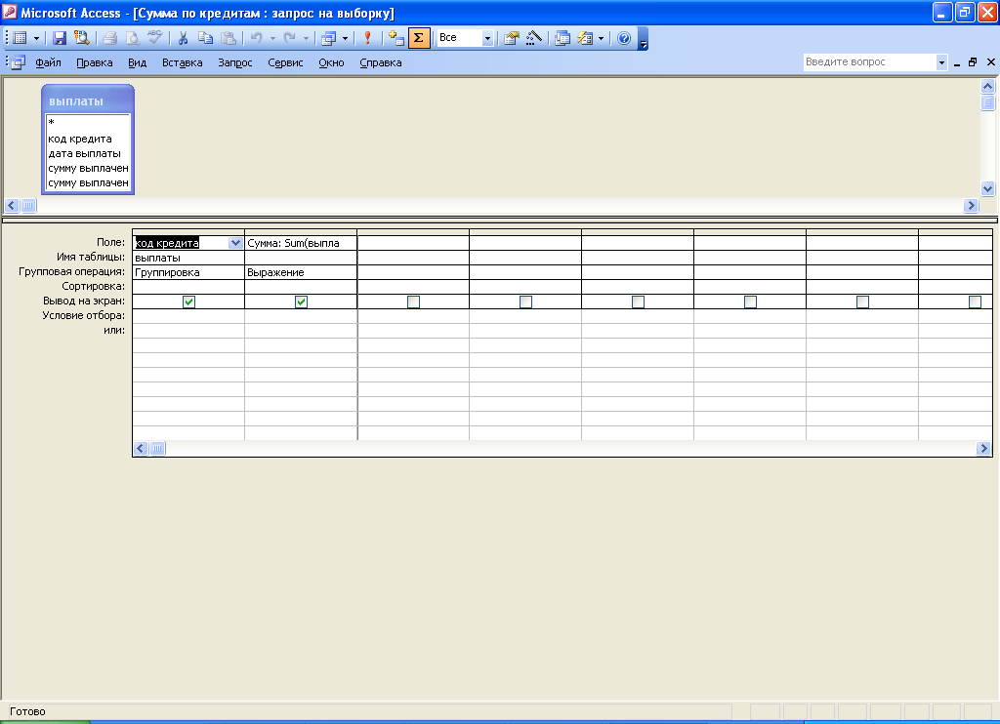 Microsoft Access - [Сумма по кредитам : запрос на выборку]
Все
Файл Правка Вид Вставка Запрос Сервис Окно Справка
Введите вопрос
выплаты
*
код кредита
дата выплаты
сумму выплачен
сумму выплачен
Поле: код кредита Сумма: Sum(выпла
Имя таблицы: выплаты
Групповая операция: Группировка Выражение
Сортировка:
Вывод на экран:
Условие отбора:
или:
Готово